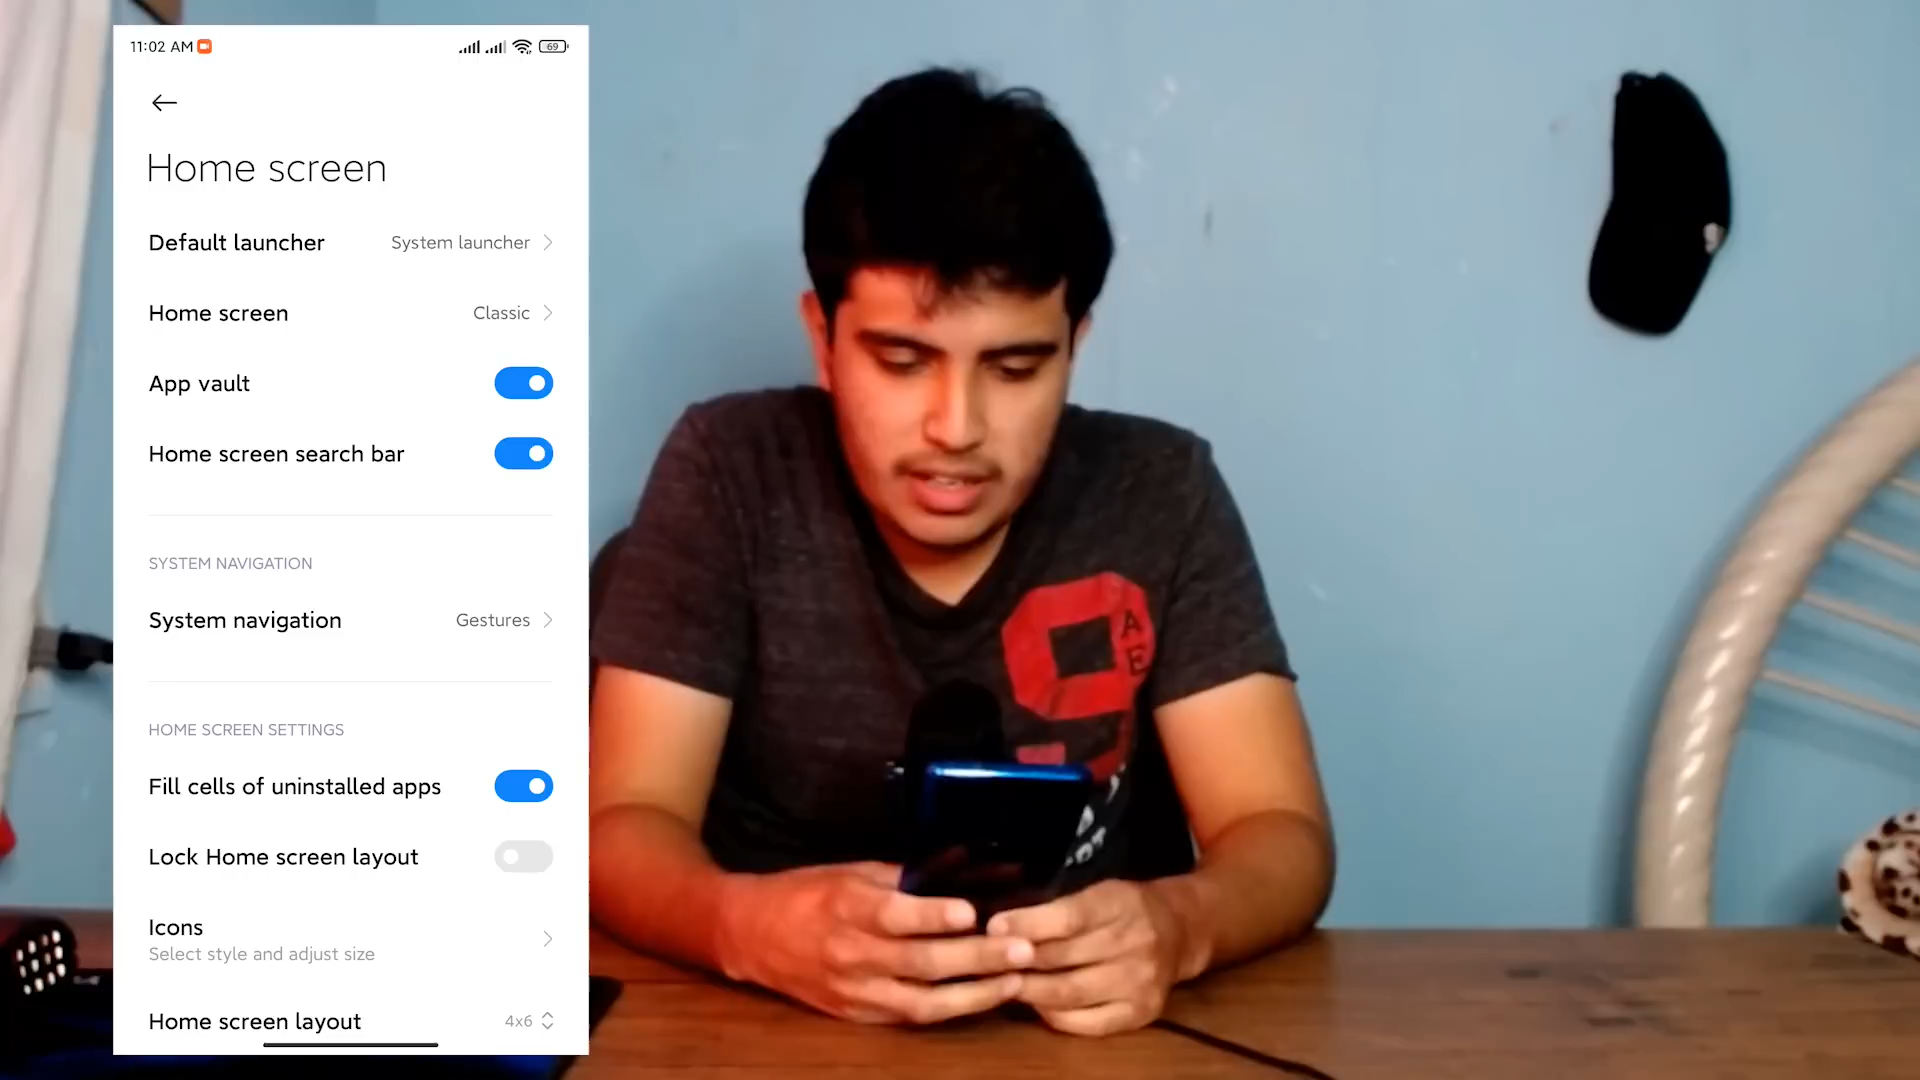 11:02 AM
69
Home screen
Default launcher System launcher
Home screen Classic
App vault
Home screen search bar
SYSTEM NAVIGATION
System navigation Gestures
HOME SCREEN SETTINGS
Fill cells of uninstalled apps
Lock Home screen layout
Icons
Select style and adjust size
Home screen layout 4x6
A
E